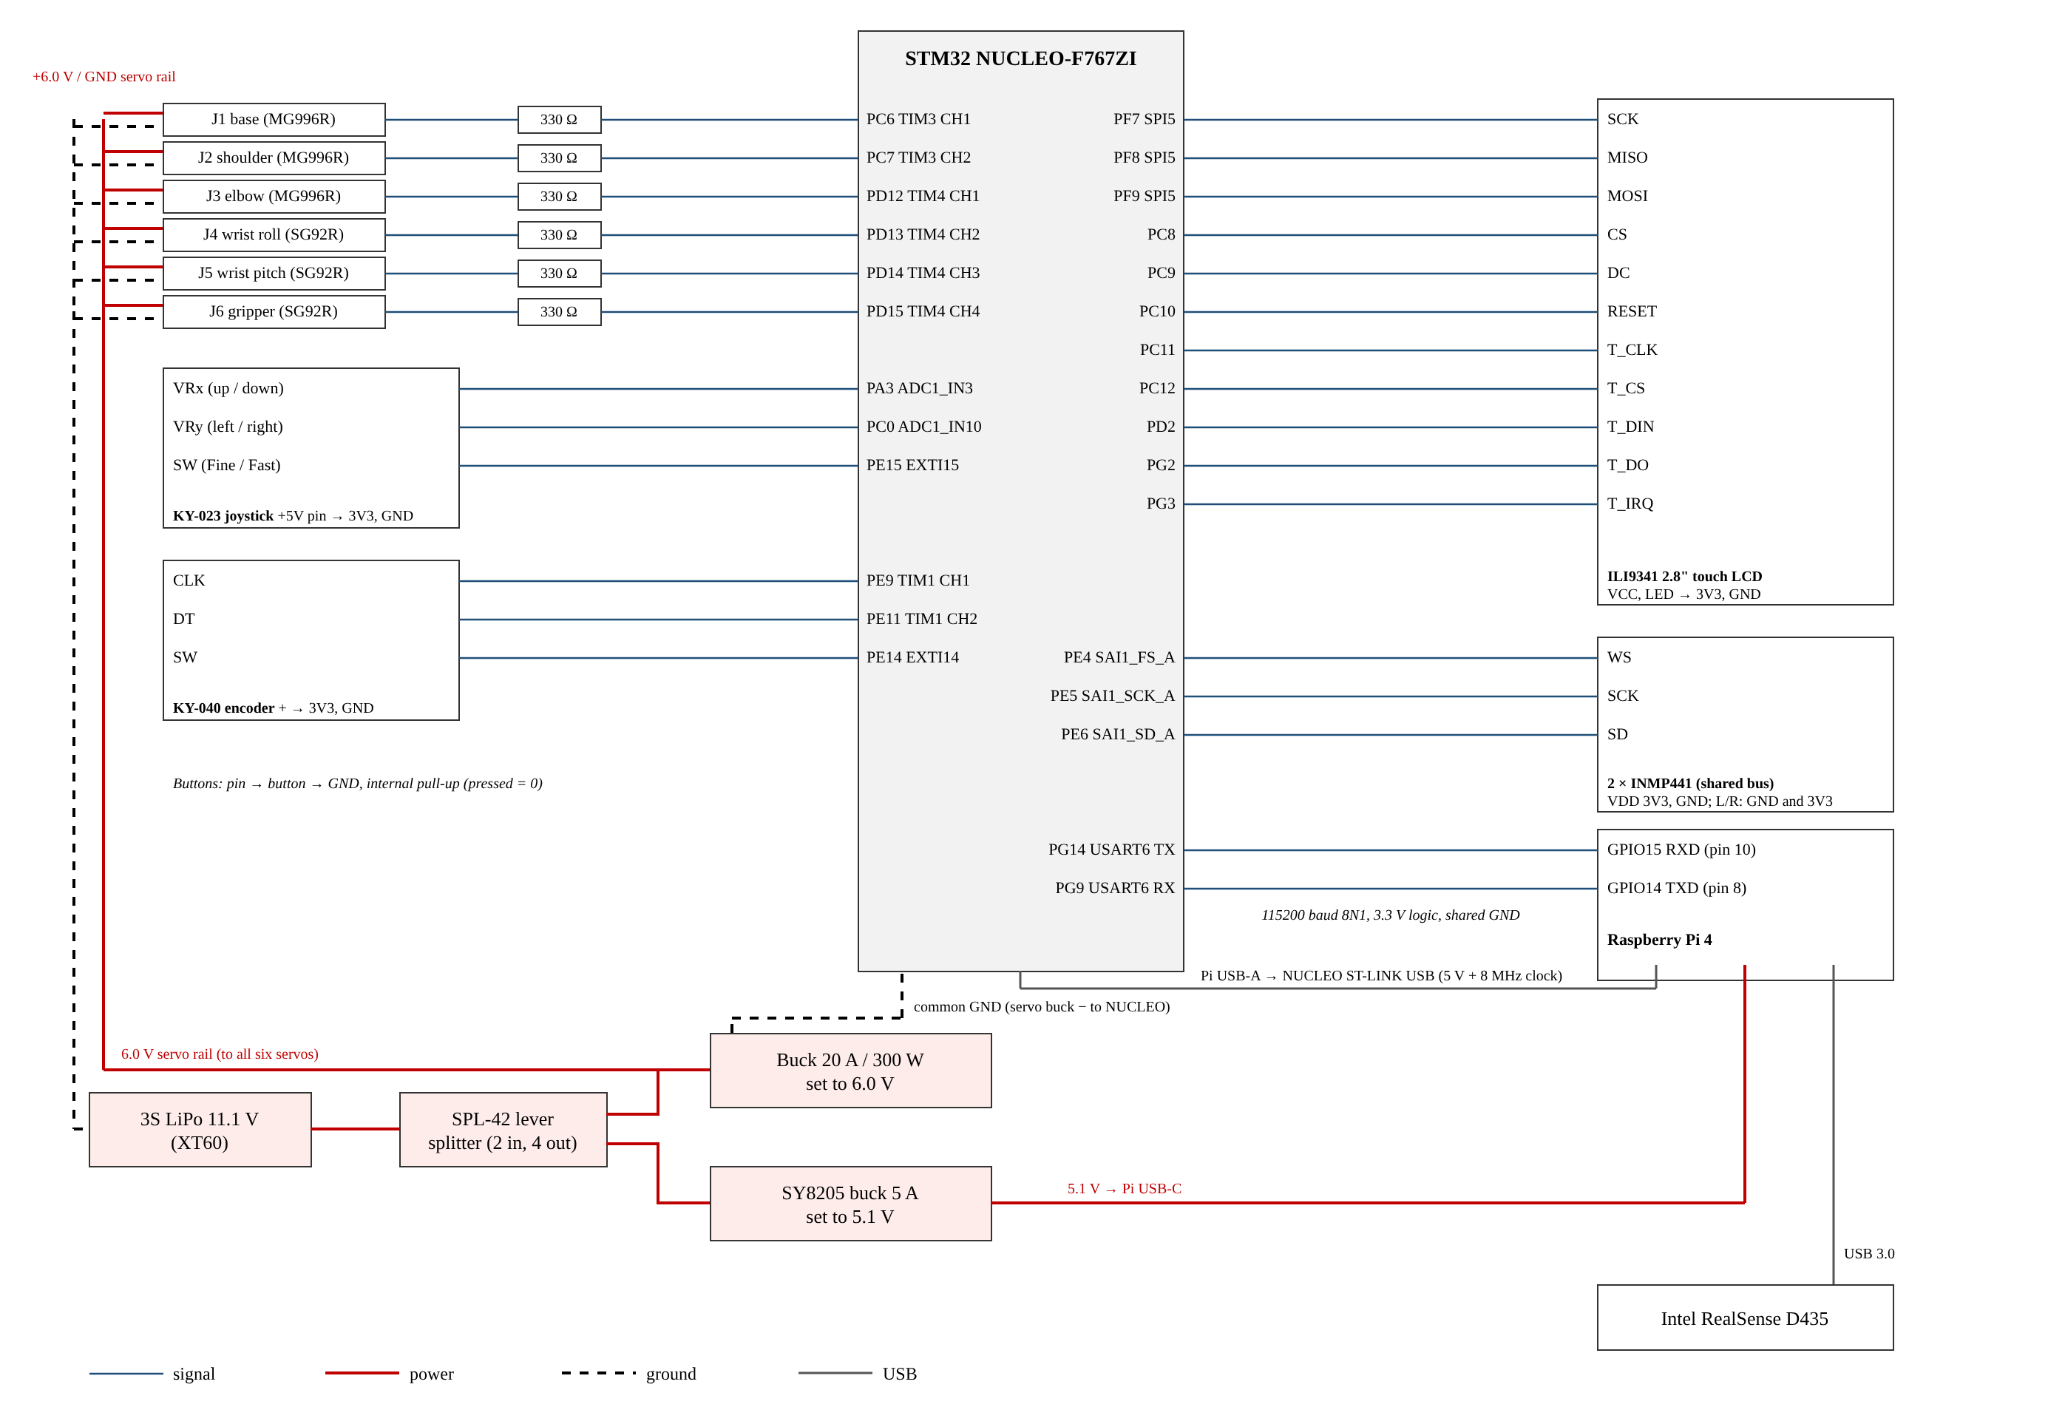 STM32 NUCLEO-F767ZI
+6.0 V / GND servo rail
J1 base (MG996R)
330 Ω
PC6 TIM3 CH1
PF7 SPI5
SCK
J2 shoulder (MG996R)
330 Ω
PC7 TIM3 CH2
PF8 SPI5
MISO
J3 elbow (MG996R)
330 Ω
PD12 TIM4 CH1
PF9 SPI5
MOSI
J4 wrist roll (SG92R)
330 Ω
PD13 TIM4 CH2
PC8
CS
J5 wrist pitch (SG92R)
330 Ω
PD14 TIM4 CH3
PC9
DC
J6 gripper (SG92R)
330 Ω
PD15 TIM4 CH4
PC10
RESET
PC11
T_CLK
VRx (up / down)
PA3 ADC1_IN3
PC12
T_CS
VRy (left / right)
PC0 ADC1_IN10
PD2
T_DIN
SW (Fine / Fast)
PE15 EXTI15
PG2
T_DO
PG3
T_IRQ
KY-023 joystick +5V pin → 3V3, GND
ILI9341 2.8" touch LCD
VCC, LED → 3V3, GND
CLK
PE9 TIM1 CH1
DT
PE11 TIM1 CH2
SW
PE14 EXTI14
PE4 SAI1_FS_A
WS
PE5 SAI1_SCK_A
SCK
KY-040 encoder + → 3V3, GND
PE6 SAI1_SD_A
SD
Buttons: pin → button → GND, internal pull-up (pressed = 0)
2 × INMP441 (shared bus)
VDD 3V3, GND; L/R: GND and 3V3
PG14 USART6 TX
GPIO15 RXD (pin 10)
PG9 USART6 RX
GPIO14 TXD (pin 8)
115200 baud 8N1, 3.3 V logic, shared GND
Raspberry Pi 4
Pi USB-A → NUCLEO ST-LINK USB (5 V + 8 MHz clock)
common GND (servo buck − to NUCLEO)
6.0 V servo rail (to all six servos)
Buck 20 A / 300 W
set to 6.0 V
3S LiPo 11.1 V
(XT60)
SPL-42 lever
splitter (2 in, 4 out)
SY8205 buck 5 A
set to 5.1 V
5.1 V → Pi USB-C
USB 3.0
Intel RealSense D435
signal
power
ground
USB